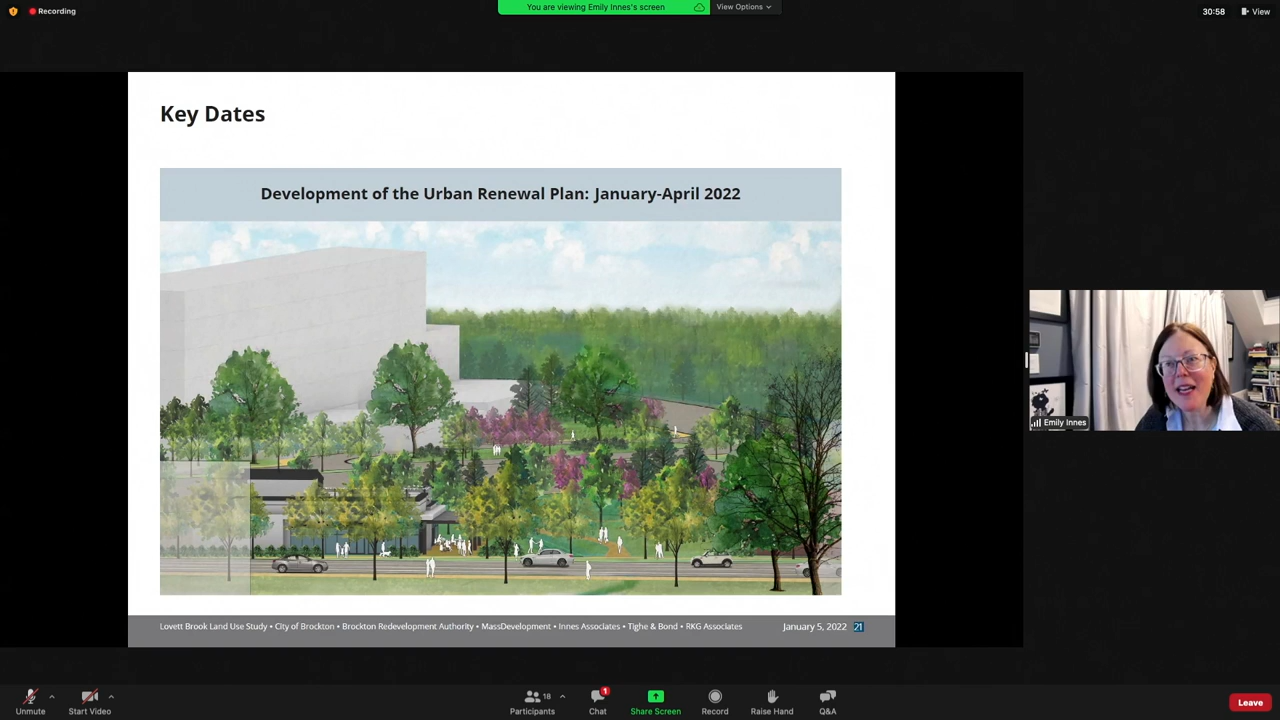 Recording
You are viewing Emily Innes's screen
View Options
30:58
View
Key Dates
Development of the Urban Renewal Plan: January-April 2022
Emily Innes
Lovett Brook Land Use Study • City of Brockton • Brockton Redevelopment Authority • MassDevelopment • Innes Associates • Tighe & Bond • RKG Associates
January 5, 2022 21
Unmute
Start Video
18
Participants
1
Chat
Share Screen
Record
Raise Hand
Q&A
Leave